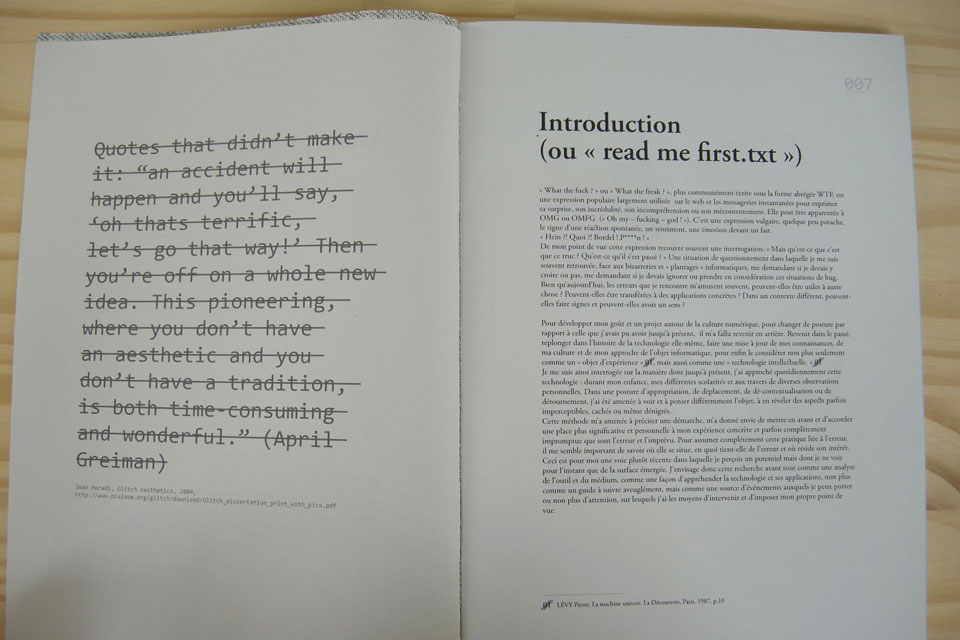 Quotes that didn't make
it: “an accident will
happen and you'll say,
‘oh thats terrific,
let's go that way!’ Then
you're off on a whole new
idea. This pioneering,
where you don't have
an aesthetic and you
don't have a tradition,
is both time-consuming
and wonderful.” (April
Greiman)
Iman Moradi, Glitch Aesthetics, 2004,
http://www.oculasm.org/glitch/download/Glitch_dissertation_print_with_pics.pdf
007
Introduction
(ou « read me first.txt »)
« What the fuck ? » ou « What the freak ? », plus communément écrite sous la forme abrégée WTF, est
une expression populaire largement utilisée sur le web et les messageries instantanées pour exprimer
sa surprise, son incrédulité, son incompréhension ou son mécontentement. Elle peut être apparentée à
OMG ou OMFG (« Oh my – fucking – god ! »). C'est une expression vulgaire, quelque peu potache,
le signe d'une réaction spontanée, un sentiment, une émotion devant un fait.
« Hein ?! Quoi ?! Bordel ! P****n ! »
De mon point de vue cette expression recouvre souvent une interrogation. « Mais qu'est-ce que c'est
que ce truc ? Qu'est-ce qu'il s'est passé ? » Une situation de questionnement dans laquelle je me suis
souvent retrouvée, face aux bizarreries et « plantages » informatiques, me demandant si je devais y
croire ou pas, me demandant si je devais ignorer ou prendre en considération ces situations de bug.
Bien qu'aujourd'hui, les erreurs que je rencontre m'amusent souvent, peuvent-elles être utiles à autre
chose ? Peuvent-elles être transférées à des applications concrètes ? Dans un contexte différent, peuvent-
elles faire signes et peuvent-elles avoir un sens ?
Pour développer mon goût et un projet autour de la culture numérique, pour changer de posture par
rapport à celle que j'avais pu avoir jusqu'à présent, il m'a fallu revenir en arrière. Revenir dans le passé,
replonger dans l'histoire de la technologie elle-même, faire une mise à jour de mes connaissances, de
ma culture et de mon approche de l'objet informatique, pour enfin le considérer non plus seulement
comme un « objet d'expérience », mais aussi comme une « technologie intellectuelle. »
Je me suis ainsi interrogée sur la manière dont jusqu'à présent, j'ai approché quotidiennement cette
technologie : durant mon enfance, mes différentes scolarités et aux travers de diverses observations
personnelles. Dans une posture d'appropriation, de déplacement, de dé-contextualisation ou de
détournement, j'ai été amenée à voir et à penser différemment l'objet, à en révéler des aspects parfois
imperceptibles, cachés ou même dénigrés.
Cette méthode m'a amenée à préciser une démarche, m'a donné envie de mettre en avant et d'accorder
une place plus significative et personnelle à mon expérience concrète et parfois complètement
impromptue que sont l'erreur et l'imprévu. Pour assumer complètement cette pratique liée à l'erreur,
il me semble important de savoir où elle se situe, en quoi tient-elle de l'erreur et où réside son intérêt.
Ceci est pour moi une voie plutôt récente dans laquelle je perçois un potentiel mais dont je ne vois
pour l'instant que de la surface émergée. J'envisage donc cette recherche avant tout comme une analyse
de l'outil et du médium, comme une façon d'appréhender la technologie et ses applications, non plus
comme un guide à suivre aveuglément, mais comme une source d'événements auxquels je peux porter
ou non plus d'attention, sur lesquels j'ai les moyens d'intervenir et d'imposer mon propre point de
vue.
LÉVY Pierre, La machine univers, La Découverte, Paris, 1987, p.10